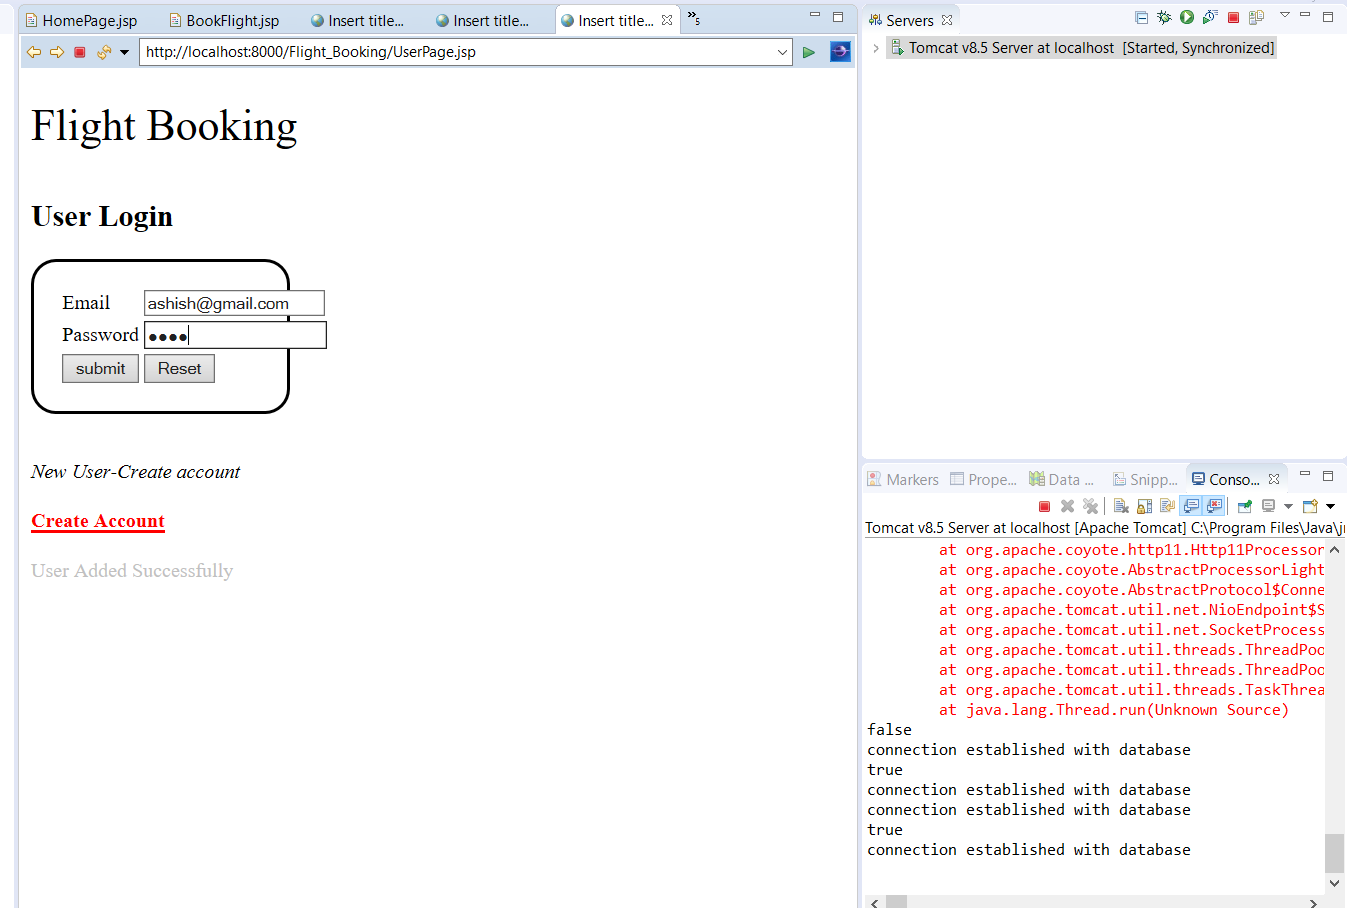 HomePage.jsp BookFlight.jsp Insert title... Insert title... Insert title... »5
http://localhost:8000/Flight_Booking/UserPage.jsp
Flight Booking
User Login
Email ashish@gmail.com
Password ●●●●
submit Reset
New User-Create account
Create Account
User Added Successfully
Servers
Tomcat v8.5 Server at localhost [Started, Synchronized]
Markers Prope... Data ... Snipp... Conso...
Tomcat v8.5 Server at localhost [Apache Tomcat] C:\Program Files\Java\j
at org.apache.coyote.http11.Http11Processor
at org.apache.coyote.AbstractProcessorLight
at org.apache.coyote.AbstractProtocol$Conne
at org.apache.tomcat.util.net.NioEndpoint$S
at org.apache.tomcat.util.net.SocketProcess
at org.apache.tomcat.util.threads.ThreadPoo
at org.apache.tomcat.util.threads.ThreadPoo
at org.apache.tomcat.util.threads.TaskThrea
at java.lang.Thread.run(Unknown Source)
false
connection established with database
true
connection established with database
connection established with database
true
connection established with database